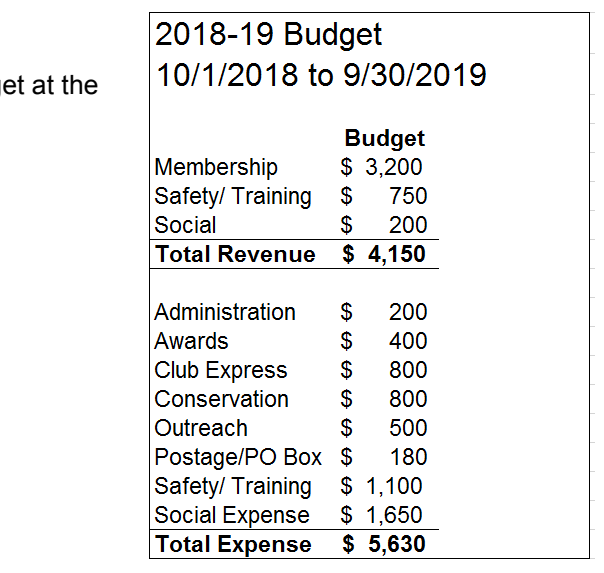 2018-19 Budget
10/1/2018 to 9/30/2019
et at the
Budget
Membership $ 3,200
Safety/ Training $ 750
Social $ 200
Total Revenue $ 4,150
Administration $ 200
Awards $ 400
Club Express $ 800
Conservation $ 800
Outreach $ 500
Postage/PO Box $ 180
Safety/ Training $ 1,100
Social Expense $ 1,650
Total Expense $ 5,630